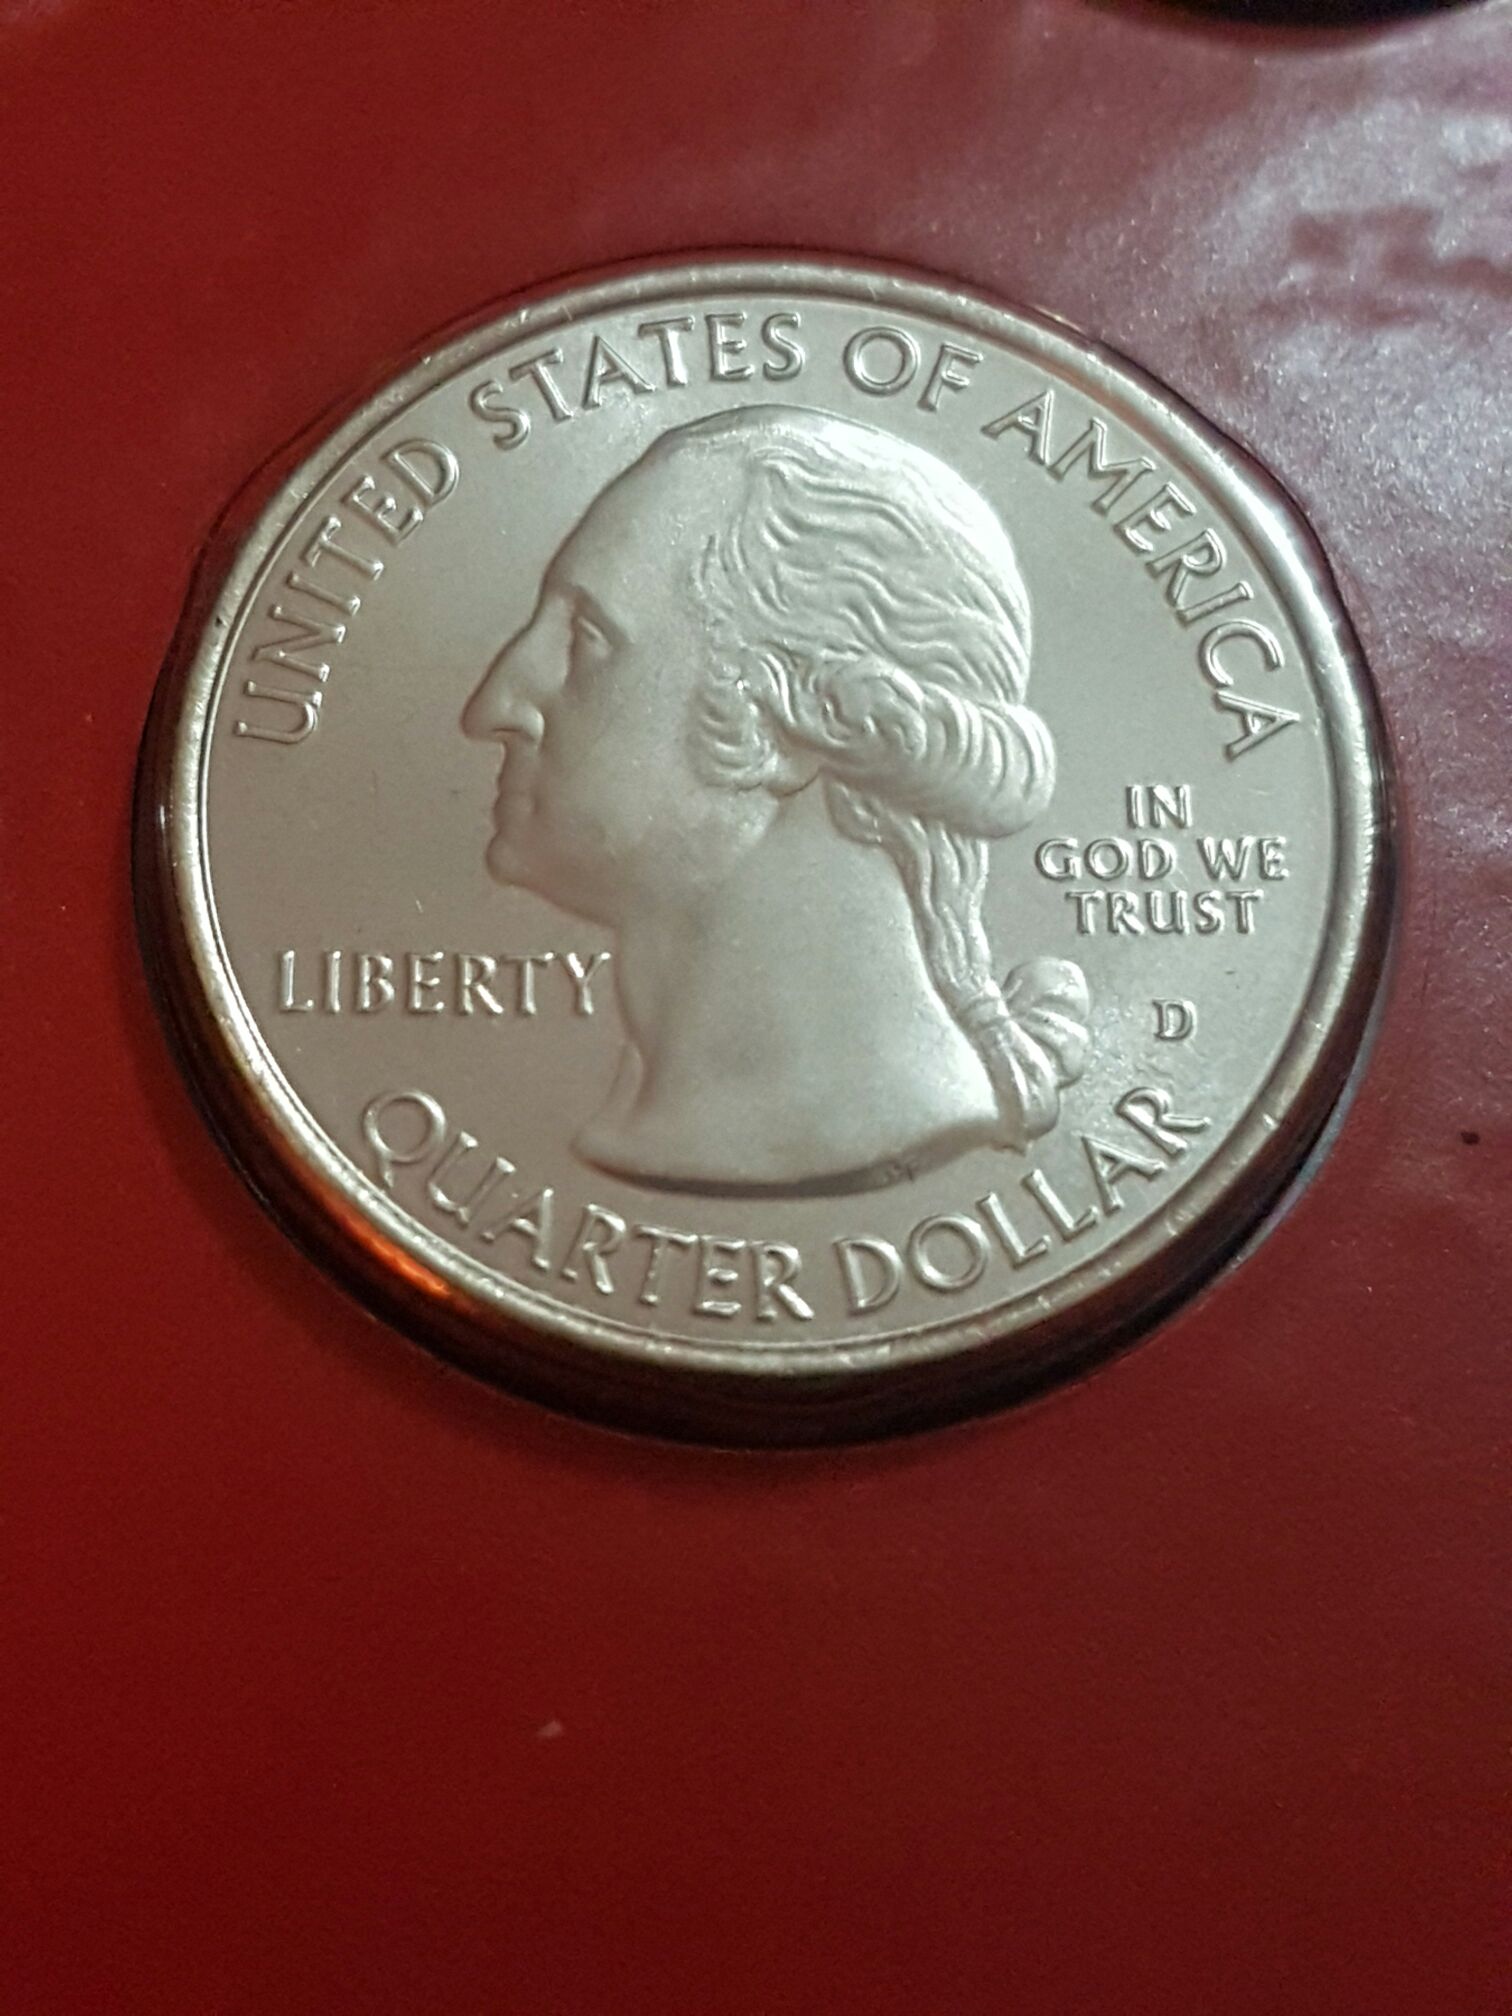 UNITED STATES OF AMERICA
LIBERTY
IN
GOD WE
TRUST
D
QUARTER DOLLAR